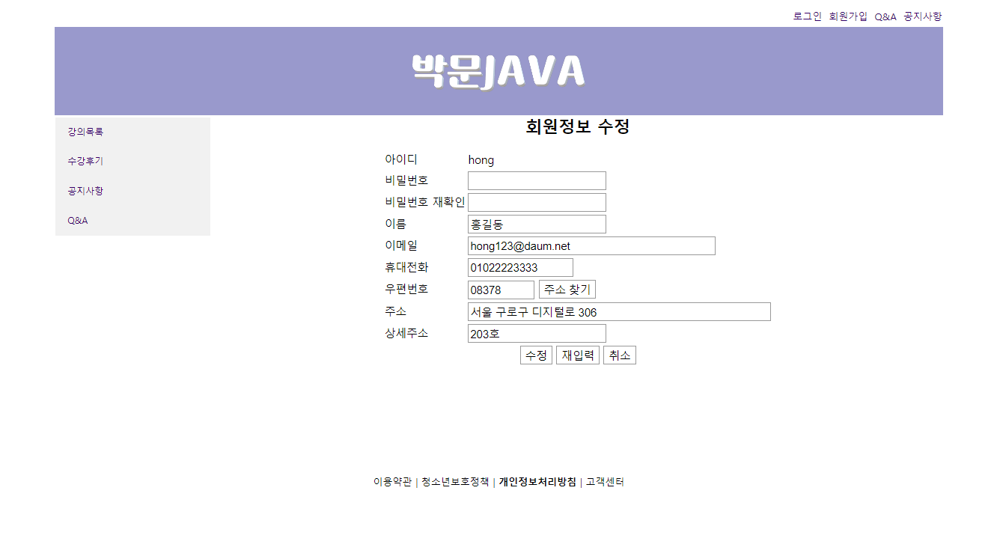 로그인 회원가입 Q&A 공지사항
박문JAVA
강의목록
수강후기
공지사항
Q&A
회원정보 수정
아이디 hong
비밀번호
비밀번호 재확인
이름 홍길동
이메일 hong123@daum.net
휴대전화 01022223333
우편번호 08378 주소 찾기
주소 서울 구로구 디지털로 306
상세주소 203호
수정 재입력 취소
이용약관 | 청소년보호정책 | 개인정보처리방침 | 고객센터